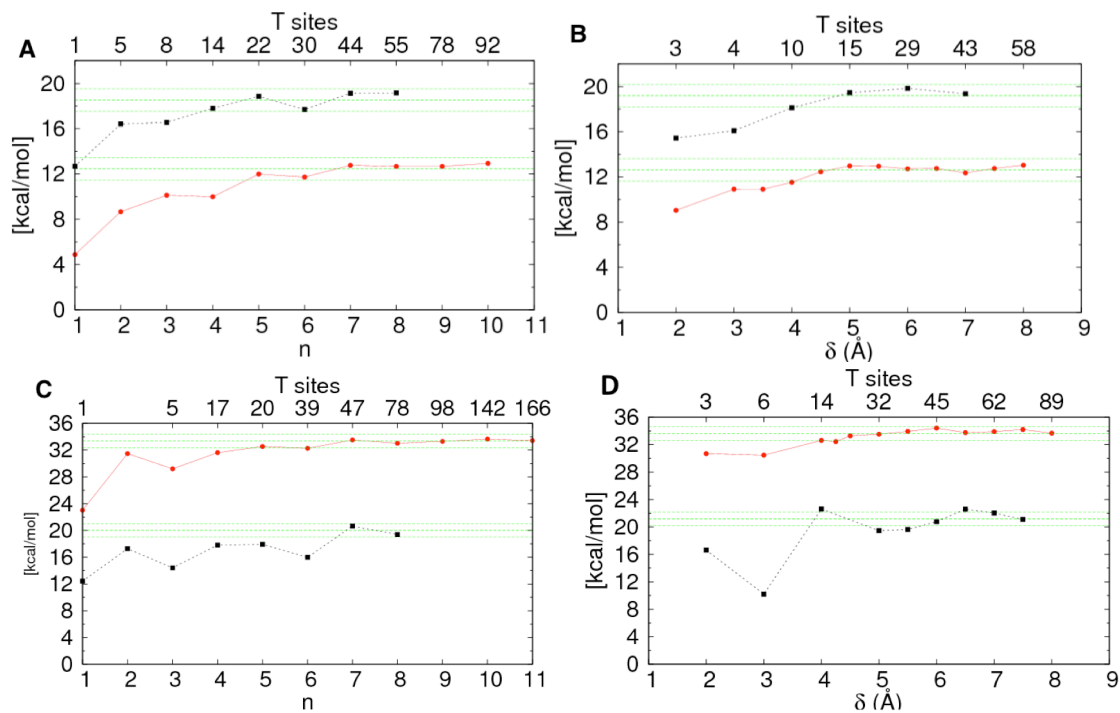 A
T sites
1 5 8 14 22 30 44 55 78 92
20
16
12
8
4
0
[kcal/mol]
1 2 3 4 5 6 7 8 9 10 11
n
B
T sites
3 4 10 15 29 43 58
20
16
12
8
4
0
[kcal/mol]
1 2 3 4 5 6 7 8 9
δ (Å)
C
T sites
1 5 17 20 39 47 78 98 142 166
36
32
28
24
20
16
12
8
4
0
[kcal/mol]
1 2 3 4 5 6 7 8 9 10 11
n
D
T sites
3 6 14 32 45 62 89
36
32
28
24
20
16
12
8
4
0
[kcal/mol]
1 2 3 4 5 6 7 8 9
δ (Å)